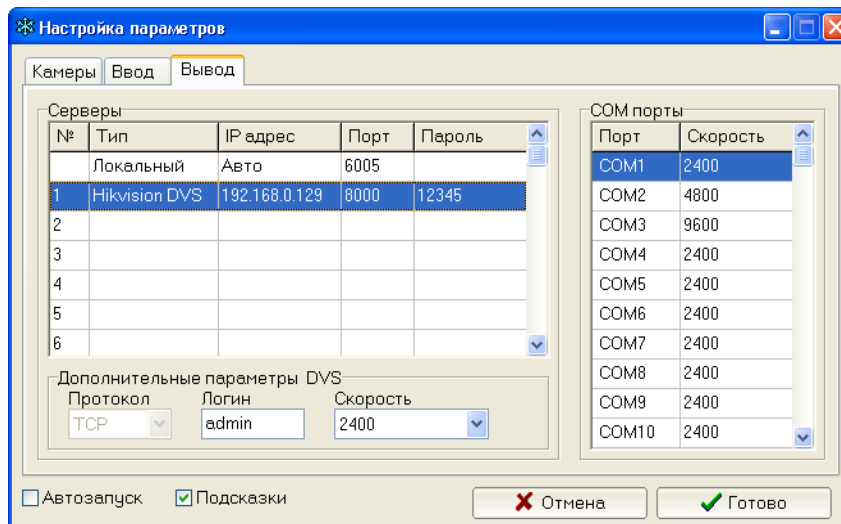 Настройка параметров
Камеры Ввод Вывод
Серверы
№ Тип IP адрес Порт Пароль
Локальный Авто 6005
1 Hikvision DVS 192.168.0.129 8000 12345
2
3
4
5
6
Дополнительные параметры DVS
Протокол Логин Скорость
TCP admin 2400
COM порты
Порт Скорость
COM1 2400
COM2 4800
COM3 9600
COM4 2400
COM5 2400
COM6 2400
COM7 2400
COM8 2400
COM9 2400
COM10 2400
Автозапуск Подсказки Отмена Готово